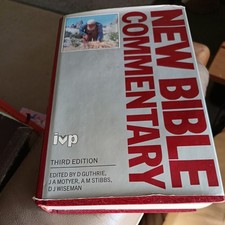 NEW BIBLE
COMMENTARY
ivp
THIRD EDITION
EDITED BY D GUTHRIE,
J A MOTYER, A M STIBBS,
D J WISEMAN